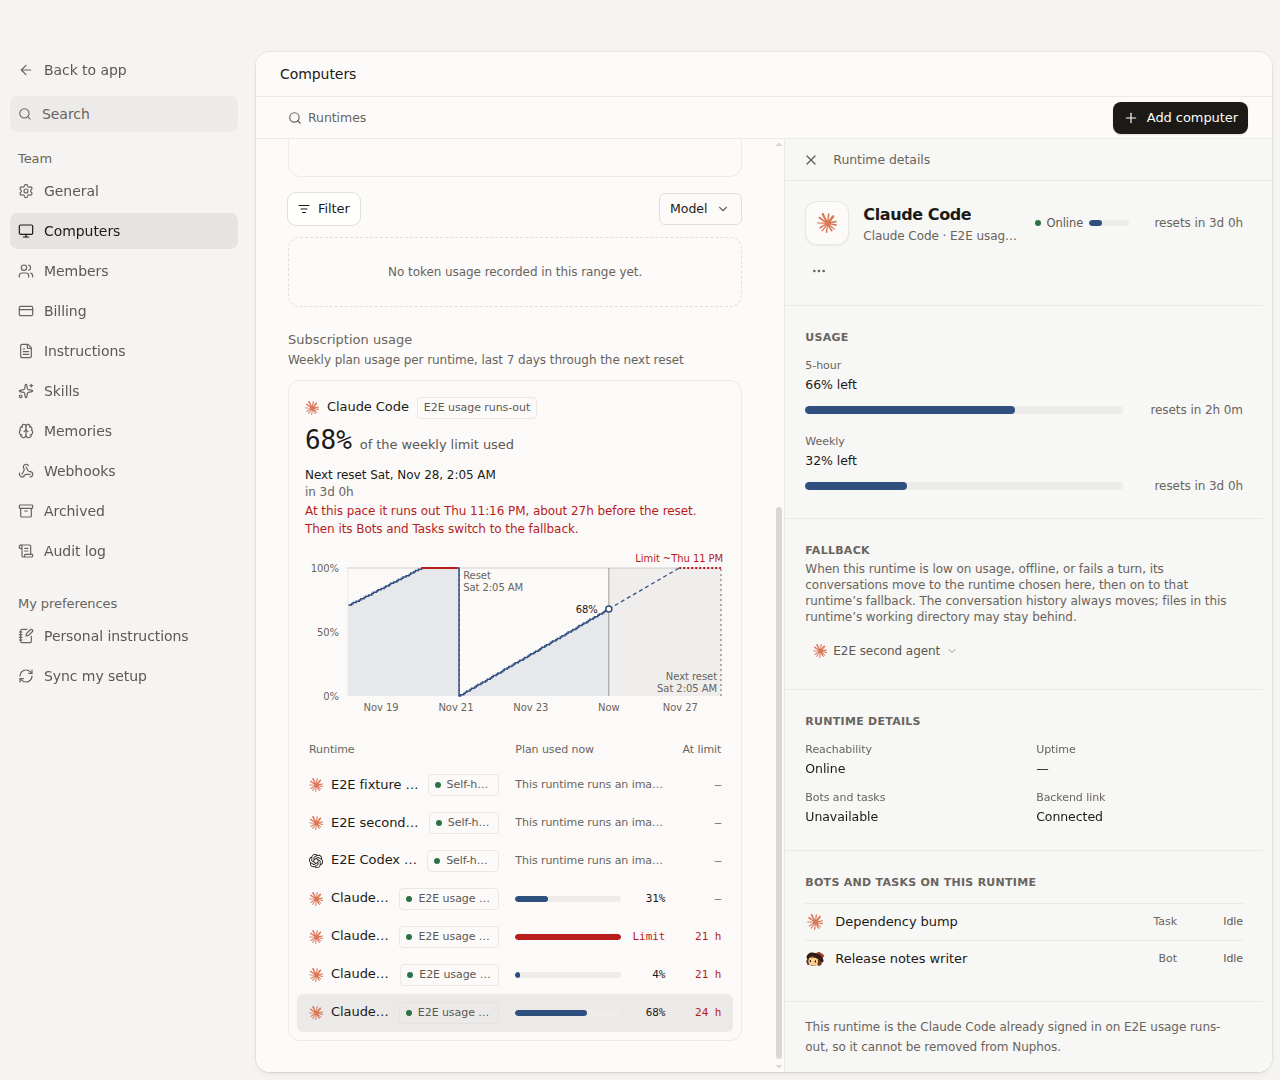 Back to app
Search
Team
General
Computers
Members
Billing
Instructions
Skills
Memories
Webhooks
Archived
Audit log
My preferences
Personal instructions
Sync my setup
Computers
Runtimes
Add computer
Filter
Model
No token usage recorded in this range yet.
Subscription usage
Weekly plan usage per runtime, last 7 days through the next reset
Claude Code E2E usage runs-out
68% of the weekly limit used
Next reset Sat, Nov 28, 2:05 AM
in 3d 0h
At this pace it runs out Thu 11:16 PM, about 27h before the reset.
Then its Bots and Tasks switch to the fallback.
Limit ~Thu 11 PM
100%
Reset
Sat 2:05 AM
68%
50%
Next reset
Sat 2:05 AM
0%
Nov 19 Nov 21 Nov 23 Now Nov 27
Runtime Plan used now At limit
E2E fixture ... Self-h... This runtime runs an ima... –
E2E second... Self-h... This runtime runs an ima... –
E2E Codex ... Self-h... This runtime runs an ima... –
Claude... E2E usage ... 31% –
Claude... E2E usage ... Limit 21 h
Claude... E2E usage ... 4% 21 h
Claude... E2E usage ... 68% 24 h
Runtime details
Claude Code
Claude Code · E2E usag...
Online
resets in 3d 0h
USAGE
5-hour
66% left
resets in 2h 0m
Weekly
32% left
resets in 3d 0h
FALLBACK
When this runtime is low on usage, offline, or fails a turn, its
conversations move to the runtime chosen here, then on to that
runtime’s fallback. The conversation history always moves; files in this
runtime’s working directory may stay behind.
E2E second agent
RUNTIME DETAILS
Reachability Uptime
Online —
Bots and tasks Backend link
Unavailable Connected
BOTS AND TASKS ON THIS RUNTIME
Dependency bump Task Idle
Release notes writer Bot Idle
This runtime is the Claude Code already signed in on E2E usage runs-
out, so it cannot be removed from Nuphos.